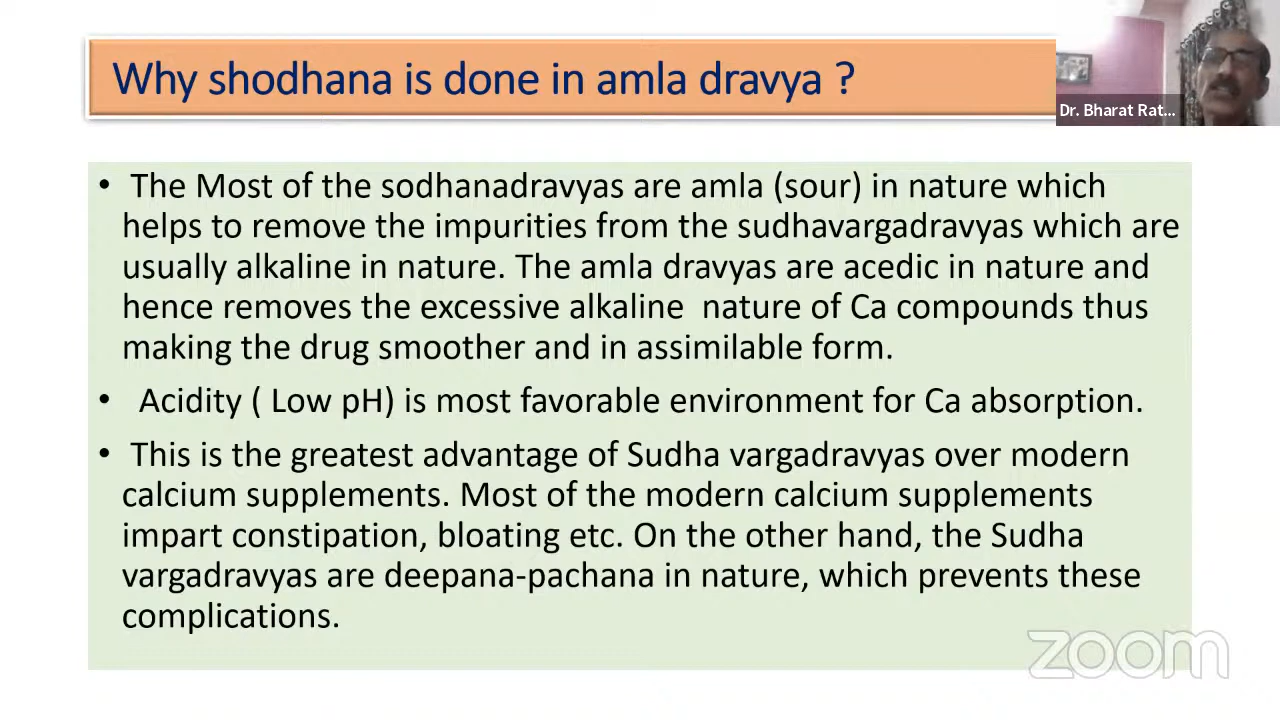 Why shodhana is done in amla dravya ?
Dr. Bharat Rat...
• The Most of the sodhanadravyas are amla (sour) in nature which
helps to remove the impurities from the sudhavargadravyas which are
usually alkaline in nature. The amla dravyas are acedic in nature and
hence removes the excessive alkaline nature of Ca compounds thus
making the drug smoother and in assimilable form.
• Acidity ( Low pH) is most favorable environment for Ca absorption.
• This is the greatest advantage of Sudha vargadravyas over modern
calcium supplements. Most of the modern calcium supplements
impart constipation, bloating etc. On the other hand, the Sudha
vargadravyas are deepana-pachana in nature, which prevents these
complications.
zoom